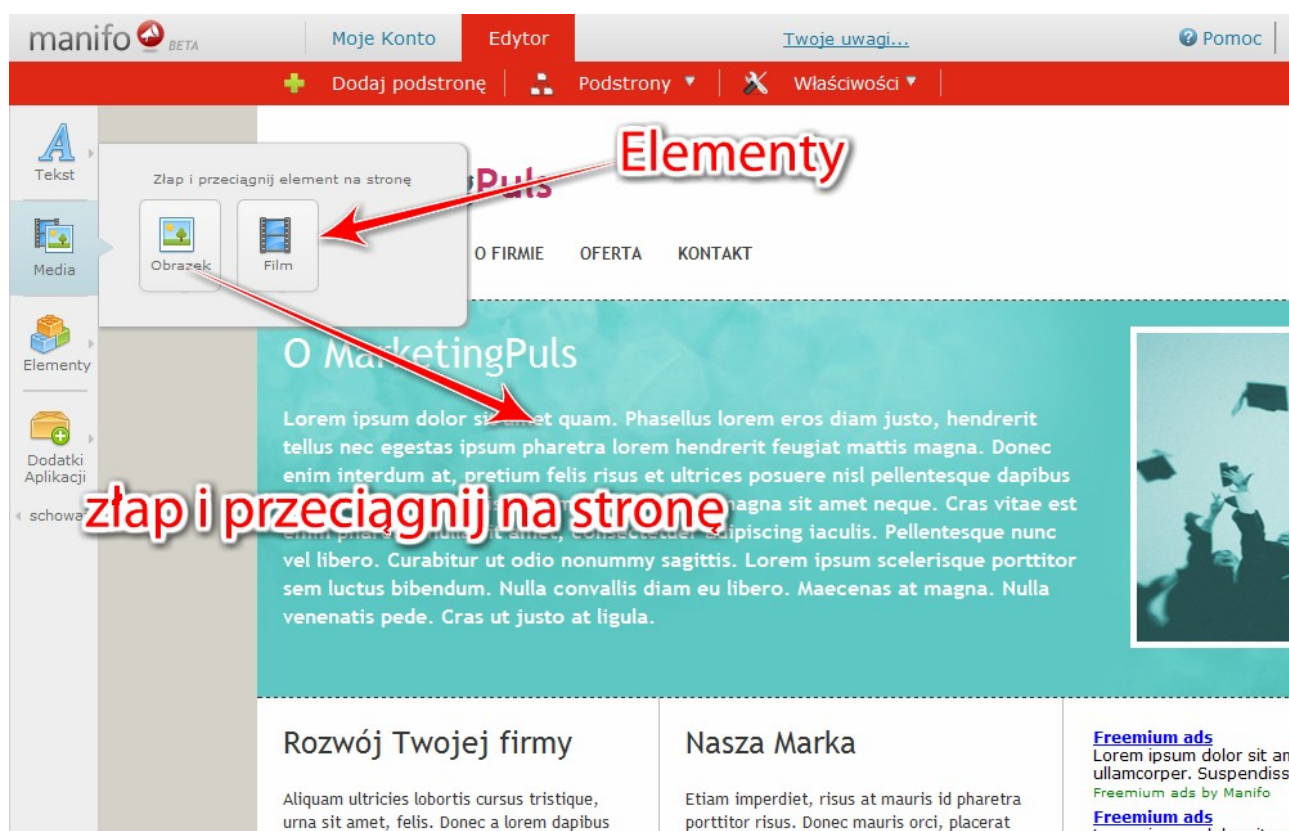 manifo BETA
Moje Konto
Edytor
Twoje uwagi...
Pomoc
Dodaj podstronę
Podstrony
Właściwości
Tekst
Media
Elementy
Dodatki
Aplikacji
Złap i przeciągnij element na stronę
Obrazek
Film
Elementy
Puls
O FIRMIE
OFERTA
KONTAKT
O MarketingPuls
Lorem ipsum dolor sit amet quam. Phasellus lorem eros diam justo, hendrerit
tellus nec egestas ipsum pharetra lorem hendrerit feugiat mattis magna. Donec
enim interdum at, pretium felis risus et ultrices posuere nisl pellentesque dapibus
magna sit amet neque. Cras vitae est
złap i przeciągnij na stronę
adipiscing iaculis. Pellentesque nunc
vel libero. Curabitur ut odio nonummy sagittis. Lorem ipsum scelerisque porttitor
sem luctus bibendum. Nulla convallis diam eu libero. Maecenas at magna. Nulla
venenatis pede. Cras ut justo at ligula.
Rozwój Twojej firmy
Aliquam ultricies lobortis cursus tristique,
urna sit amet, felis. Donec a lorem dapibus
Nasza Marka
Etiam imperdiet, risus at mauris id pharetra
porttitor risus. Donec mauris orci, placerat
Freemium ads
Lorem ipsum dolor sit
ullamcorper.
Freemium ads by Manifo
Freemium ads